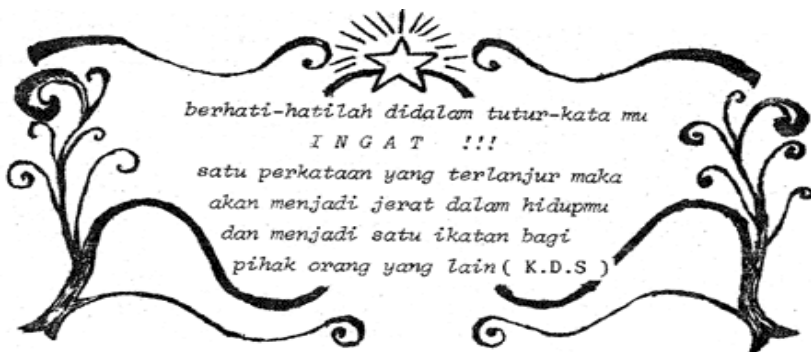 berhati-hatilah didalam tutur-kata mu
I N G A T !!!
satu perkataan yang terlanjur maka
akan menjadi jerat dalam hidupmu
dan menjadi satu ikatan bagi
pihak orang yang lain ( K.D.S )